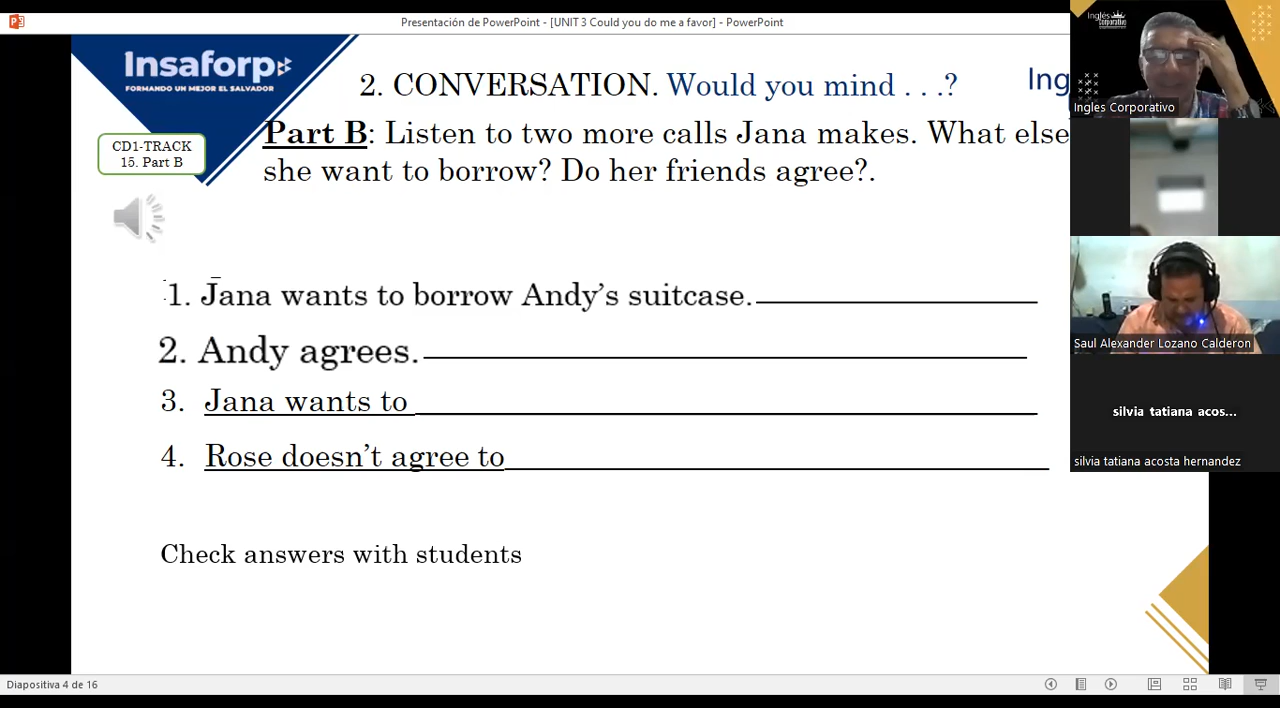 Presentación de PowerPoint - [UNIT 3 Could you do me a favor] - PowerPoint
Insaforp
FORMANDO UN MEJOR EL SALVADOR
2. CONVERSATION. Would you mind . . .?
Ing
CD1-TRACK
15. Part B
Part B: Listen to two more calls Jana makes. What else
she want to borrow? Do her friends agree?.
1. Jana wants to borrow Andy’s suitcase.
2. Andy agrees.
3. Jana wants to
4. Rose doesn’t agree to
Check answers with students
Inglés
Corporativo
Ingles Corporativo
Saul Alexander Lozano Calderon
silvia tatiana acos...
silvia tatiana acosta hernandez
Diapositiva 4 de 16